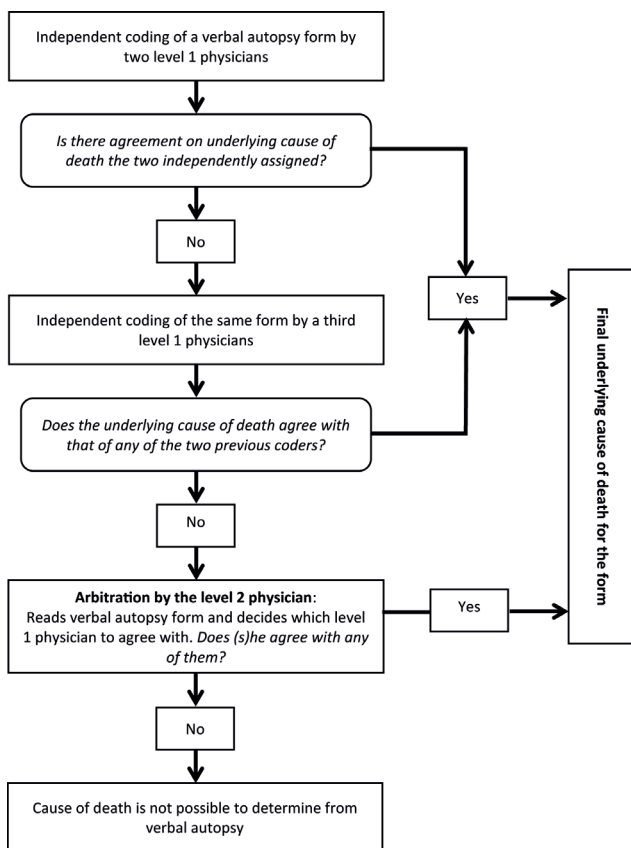 Independent coding of a verbal autopsy form by
two level 1 physicians
Is there agreement on underlying cause of
death the two independently assigned?
No
Yes
Independent coding of the same form by a third
level 1 physicians
Does the underlying cause of death agree with
that of any of the two previous coders?
No
Arbitration by the level 2 physician:
Reads verbal autopsy form and decides which level
1 physician to agree with. Does (s)he agree with any
of them?
Yes
No
Cause of death is not possible to determine from
verbal autopsy
Final underlying cause of death for the form